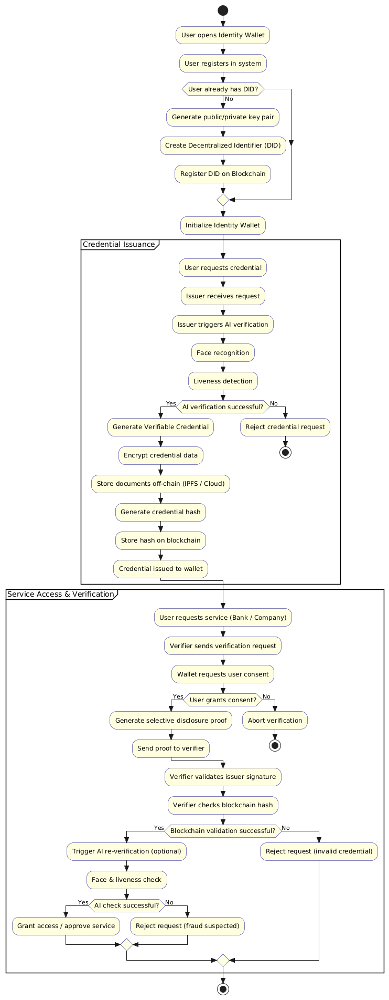 User opens Identity Wallet
User registers in system
User already has DID?
No
Generate public/private key pair
Create Decentralized Identifier (DID)
Register DID on Blockchain
Initialize Identity Wallet
Credential Issuance
User requests credential
Issuer receives request
Issuer triggers AI verification
Face recognition
Liveness detection
Yes
AI verification successful?
No
Generate Verifiable Credential
Reject credential request
Encrypt credential data
Store documents off-chain (IPFS / Cloud)
Generate credential hash
Store hash on blockchain
Credential issued to wallet
Service Access & Verification
User requests service (Bank / Company)
Verifier sends verification request
Wallet requests user consent
Yes
User grants consent?
No
Generate selective disclosure proof
Abort verification
Send proof to verifier
Verifier validates issuer signature
Verifier checks blockchain hash
Yes
Blockchain validation successful?
No
Trigger AI re-verification (optional)
Reject request (invalid credential)
Face & liveness check
Yes
AI check successful?
No
Grant access / approve service
Reject request (fraud suspected)